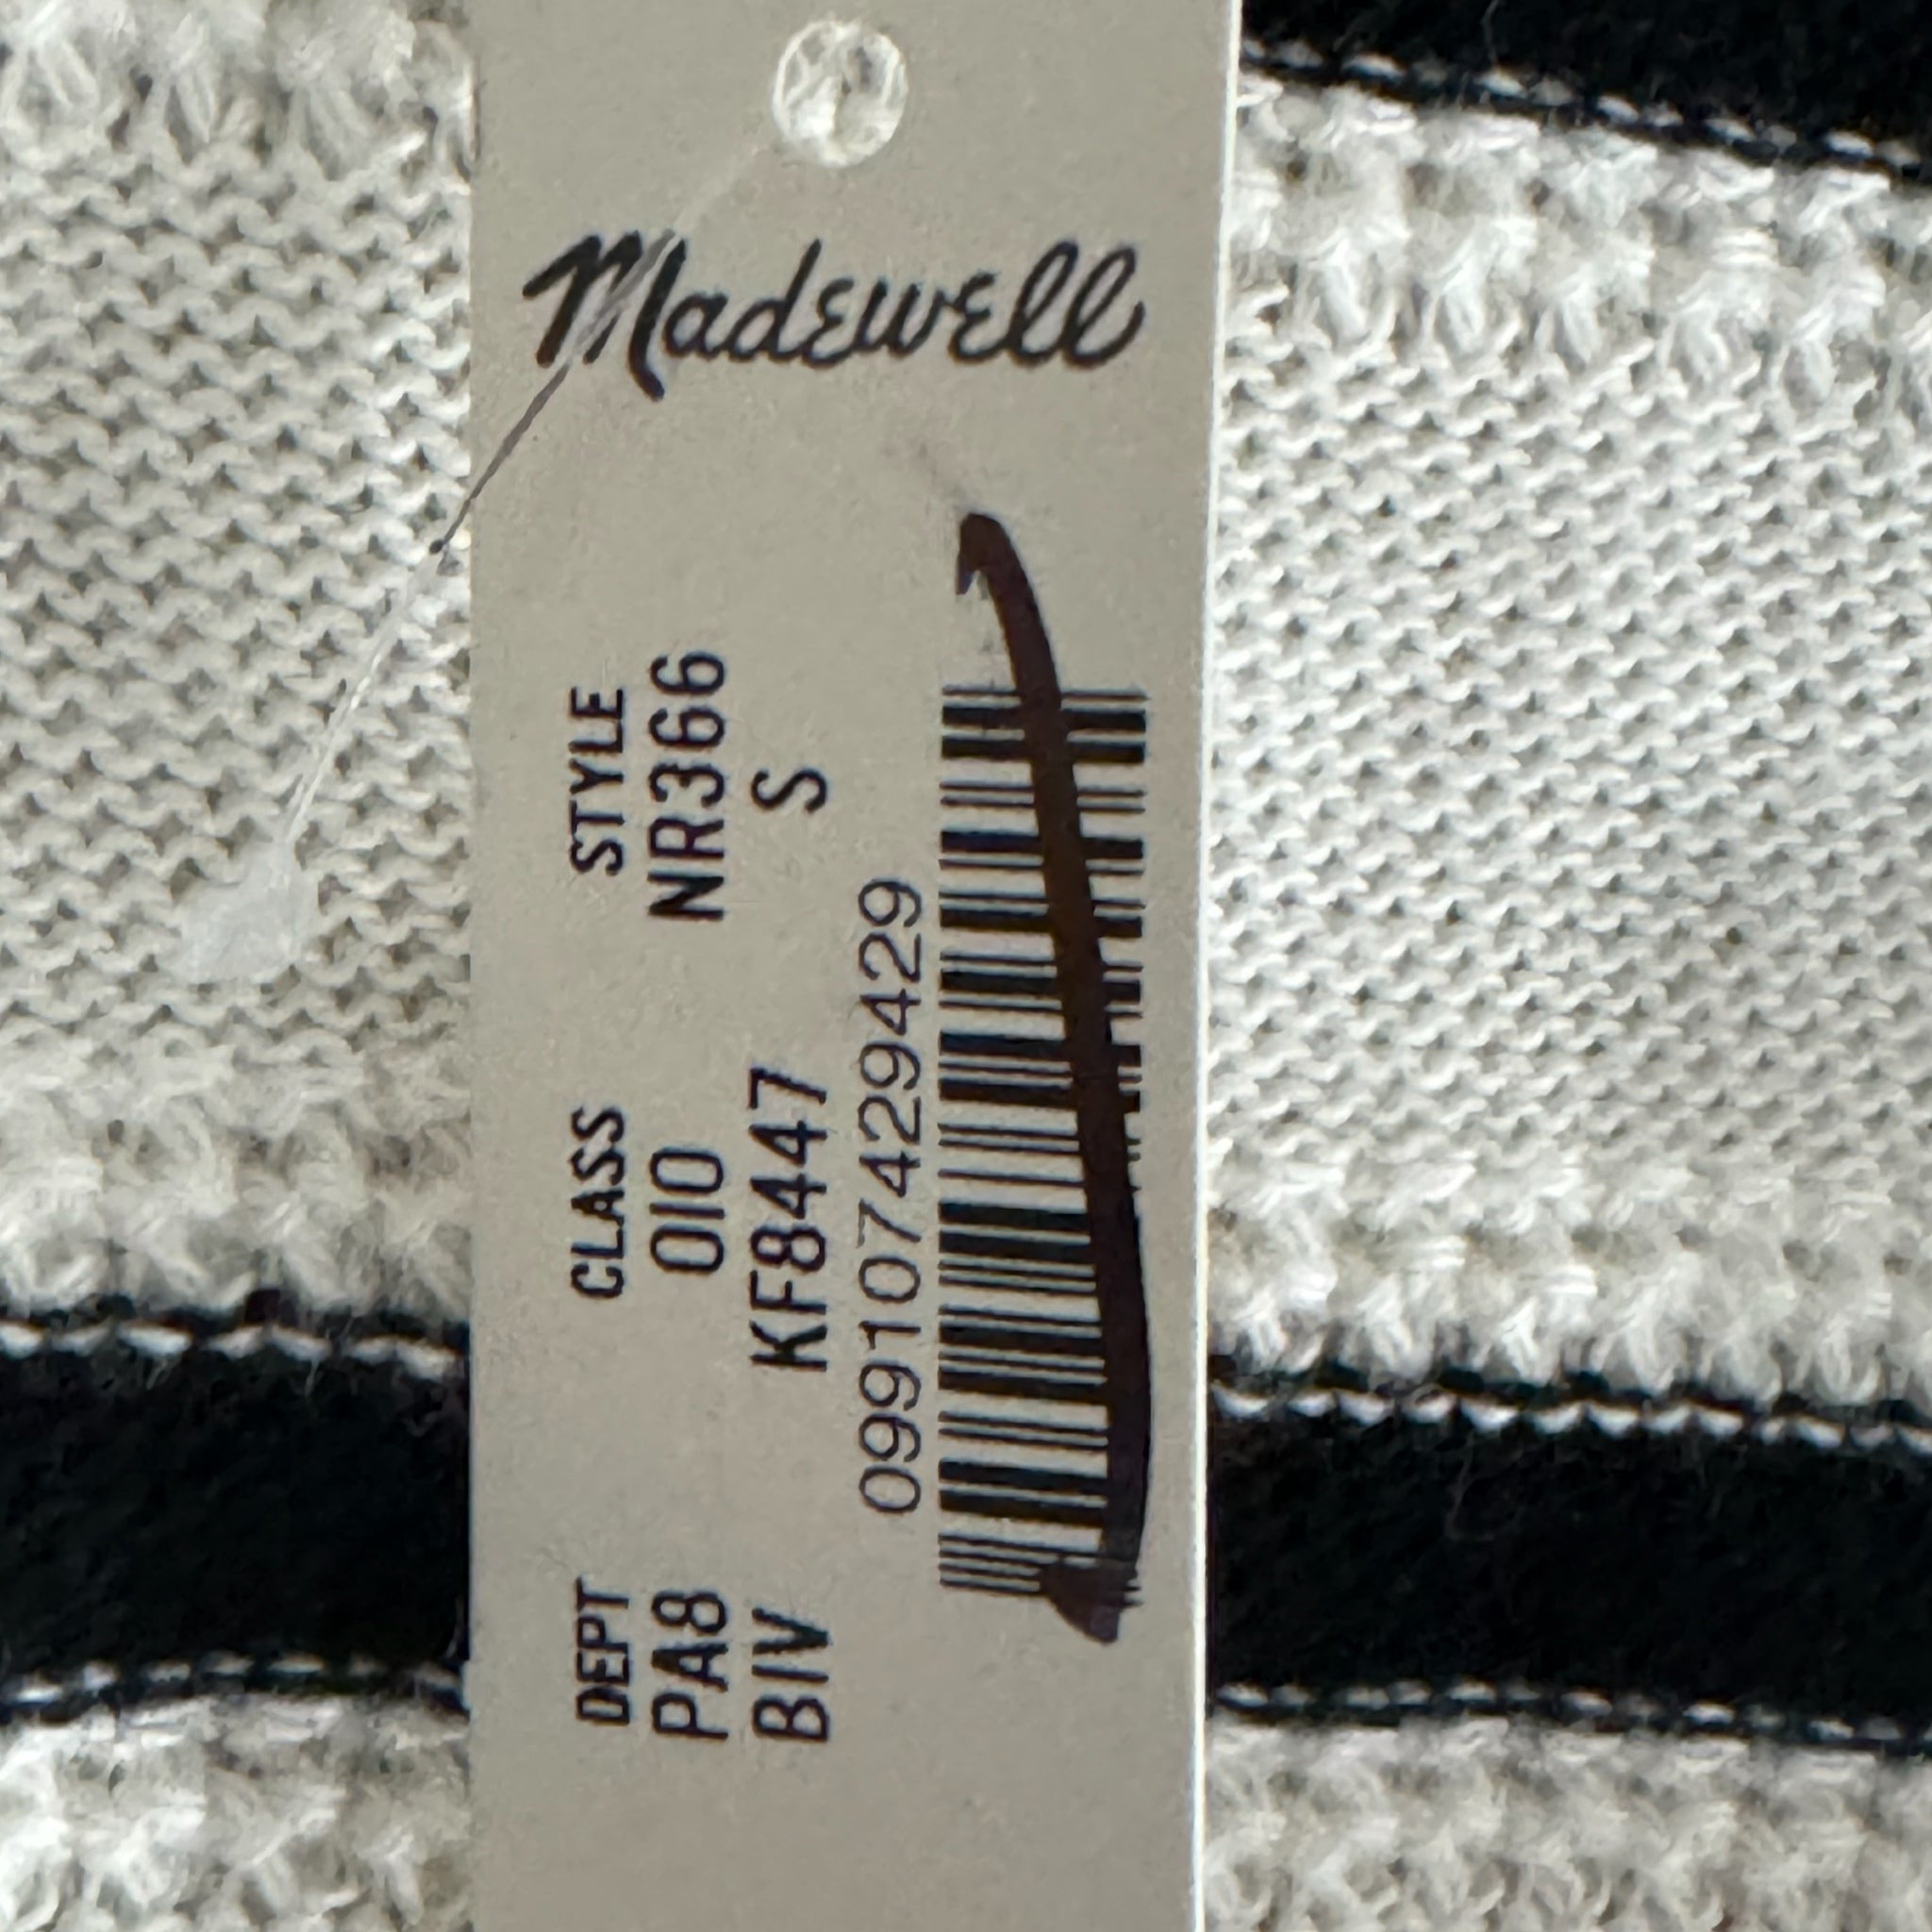 Madewell
DEPT CLASS STYLE
PA8 010 NR366
BIV KF8447 S
099107429429